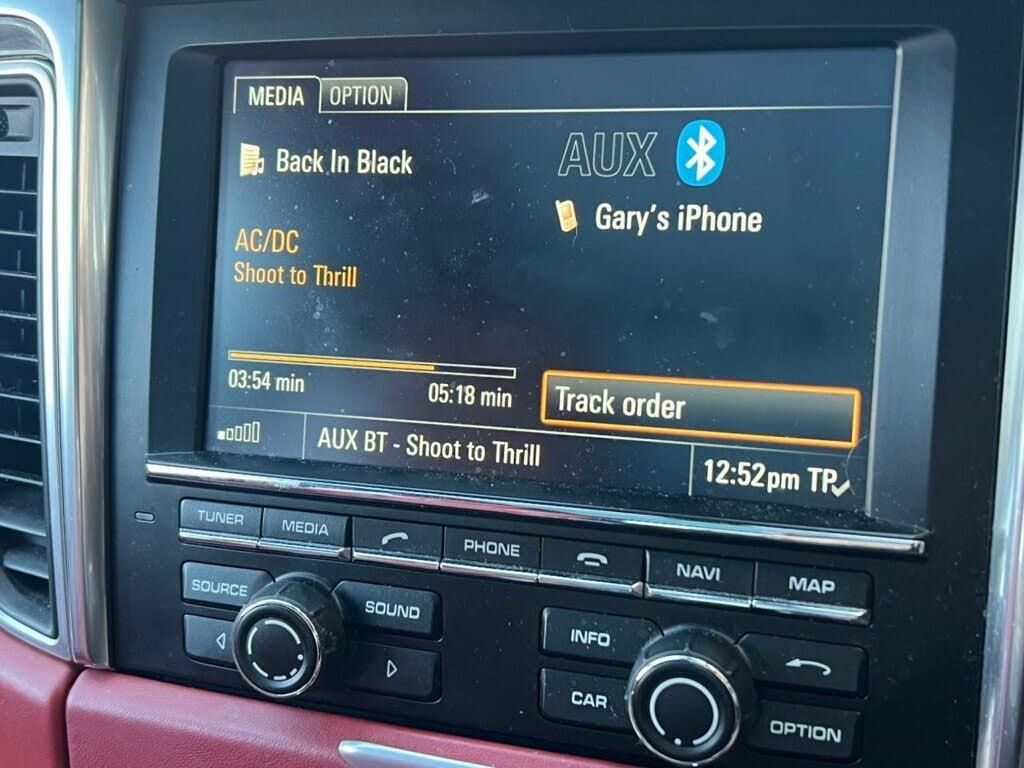 MEDIA OPTION
Back In Black
AUX
Gary's iPhone
AC/DC
Shoot to Thrill
03:54 min 05:18 min
Track order
AUX BT - Shoot to Thrill
12:52pm TP
TUNER MEDIA PHONE NAVI MAP
SOURCE SOUND
INFO
CAR
OPTION